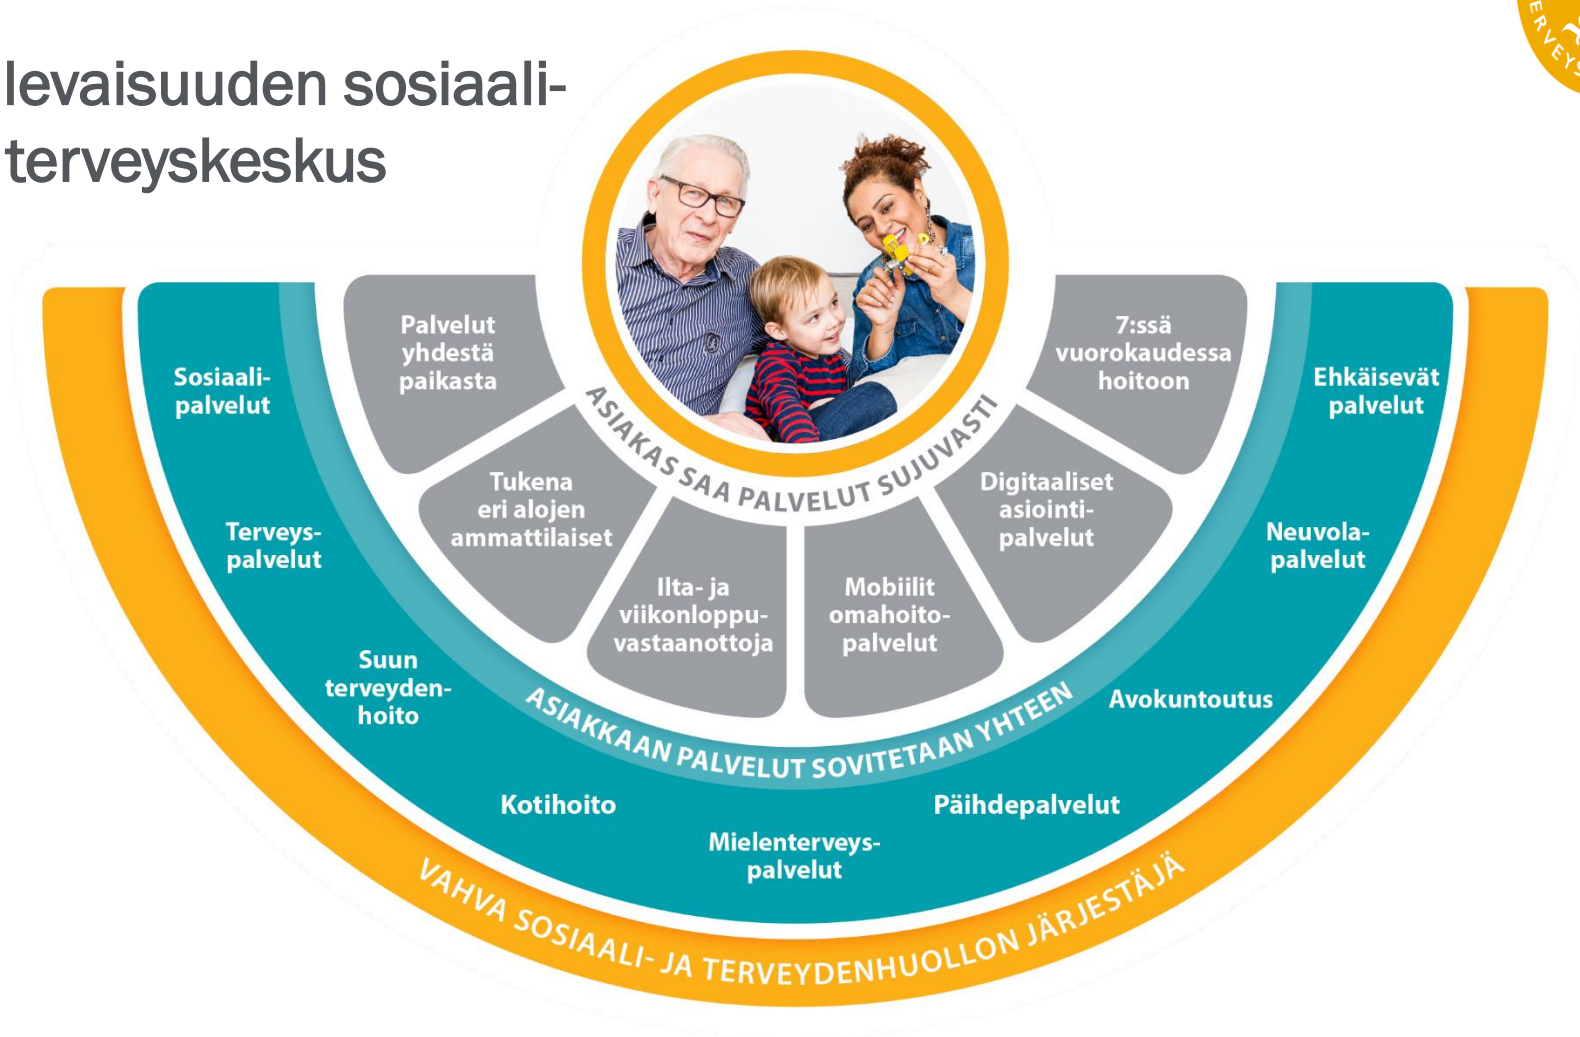 levaisuuden sosiaali-
terveyskeskus
ASIAKAS SAA PALVELUT SUJUVASTI
Palvelut
yhdestä
paikasta
Tukena
eri alojen
ammattilaiset
Ilta- ja
viikonloppu-
vastaanottoja
Mobiilit
omahoito-
palvelut
Digitaaliset
asiointi-
palvelut
7:ssä
vuorokaudessa
hoitoon
ASIAKKAAN PALVELUT SOVITETAAN YHTEEN
Sosiaali-
palvelut
Terveys-
palvelut
Suun
terveyden-
hoito
Kotihoito
Mielenterveys-
palvelut
Päihdepalvelut
Avokuntoutus
Neuvola-
palvelut
Ehkäisevät
palvelut
VAHVA SOSIAALI- JA TERVEYDENHUOLLON JÄRJESTÄJÄ